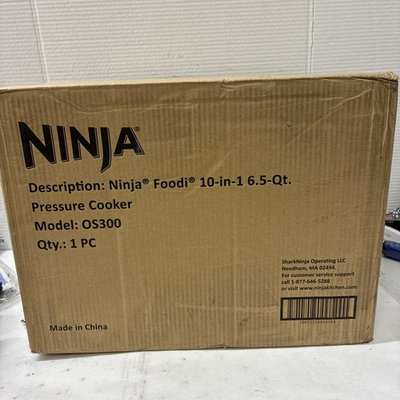 NINJA®
Description: Ninja® Foodi® 10-in-1 6.5-Qt.
Pressure Cooker
Model: OS300
Qty.: 1 PC
SharkNinja Operating LLC
Needham, MA 02494.
For customer service support
call 1-877-646-5288
or visit www.ninjakitchen.com
Made in China